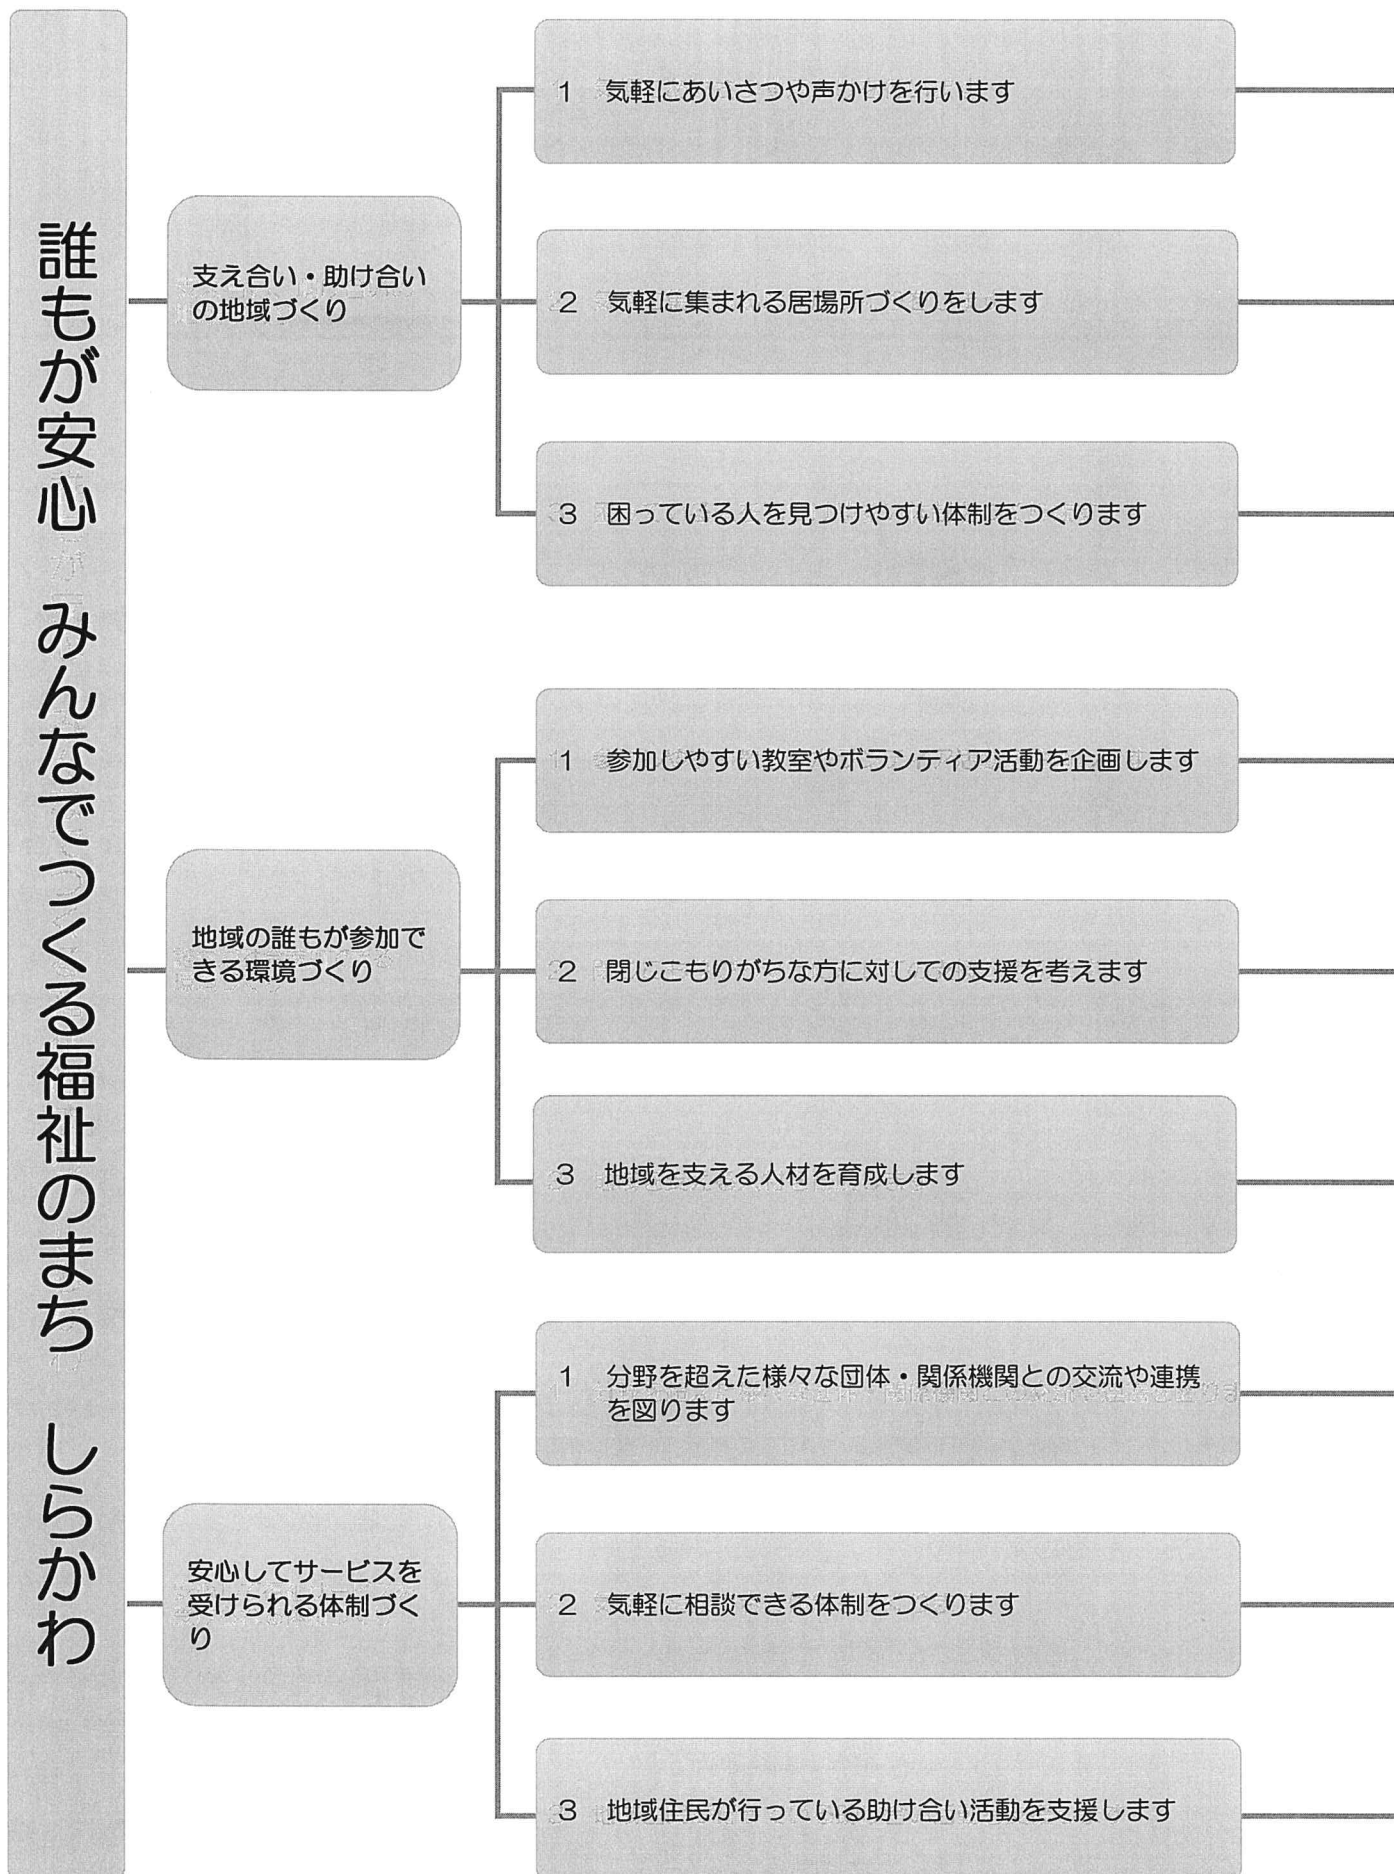 誰もが安心 みんなでつくる福祉のまち しらかわ
支え合い・助け合い
の地域づくり
1 気軽にあいさつや声かけを行います
2 気軽に集まれる居場所づくりをします
3 困っている人を見つけやすい体制をつくります
地域の誰もが参加で
きる環境づくり
1 参加しやすい教室やボランティア活動を企画します
2 閉じこもりがちな方に対しての支援を考えます
3 地域を支える人材を育成します
安心してサービスを
受けられる体制づく
り
1 分野を超えた様々な団体・関係機関との交流や連携
を図ります
2 気軽に相談できる体制をつくります
3 地域住民が行っている助け合い活動を支援します